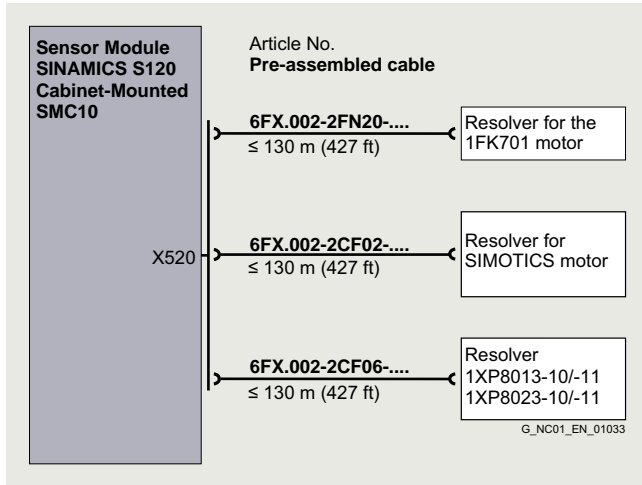 Sensor Module
SINAMICS S120
Cabinet-Mounted
SMC10
Article No.
Pre-assembled cable
6FX.002-2FN20-....
≤ 130 m (427 ft)
Resolver for the
1FK701 motor
X520
6FX.002-2CF02-....
≤ 130 m (427 ft)
Resolver for
SIMOTICS motor
6FX.002-2CF06-....
≤ 130 m (427 ft)
Resolver
1XP8013-10/-11
1XP8023-10/-11
G_NC01_EN_01033